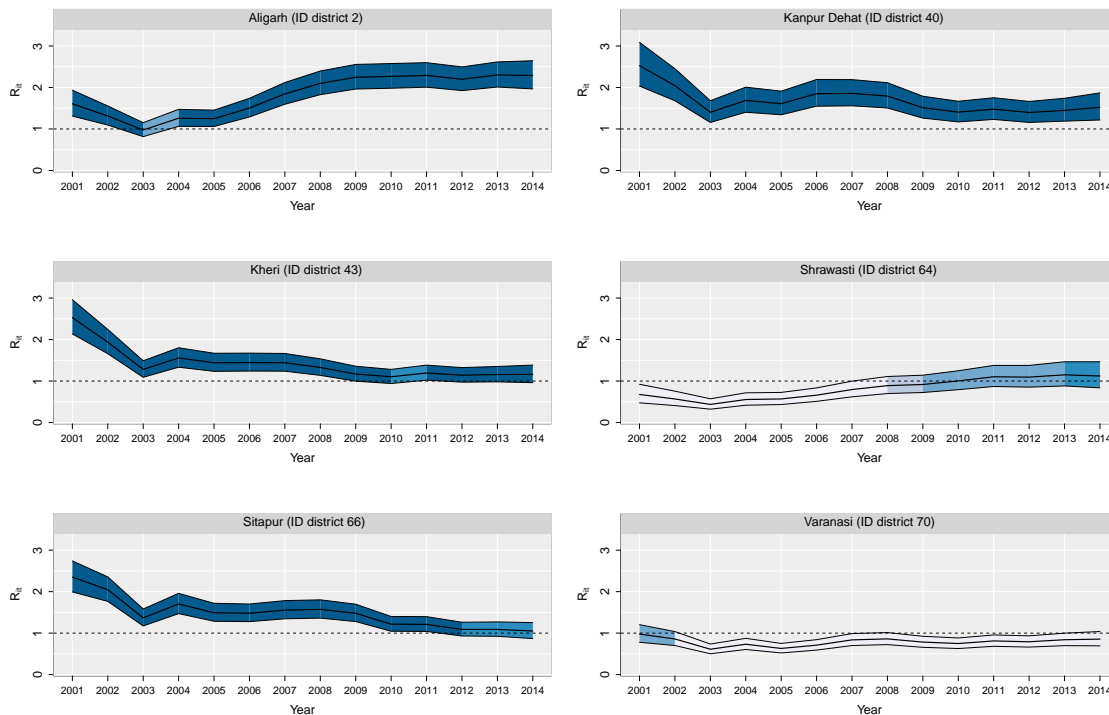 Aligarh (ID district 2)
3
2
1
0
R_it
2001 2002 2003 2004 2005 2006 2007 2008 2009 2010 2011 2012 2013 2014
Year
Kanpur Dehat (ID district 40)
3
2
1
0
R_it
2001 2002 2003 2004 2005 2006 2007 2008 2009 2010 2011 2012 2013 2014
Year
Kheri (ID district 43)
3
2
1
0
R_it
2001 2002 2003 2004 2005 2006 2007 2008 2009 2010 2011 2012 2013 2014
Year
Shrawasti (ID district 64)
3
2
1
0
R_it
2001 2002 2003 2004 2005 2006 2007 2008 2009 2010 2011 2012 2013 2014
Year
Sitapur (ID district 66)
3
2
1
0
R_it
2001 2002 2003 2004 2005 2006 2007 2008 2009 2010 2011 2012 2013 2014
Year
Varanasi (ID district 70)
3
2
1
0
R_it
2001 2002 2003 2004 2005 2006 2007 2008 2009 2010 2011 2012 2013 2014
Year